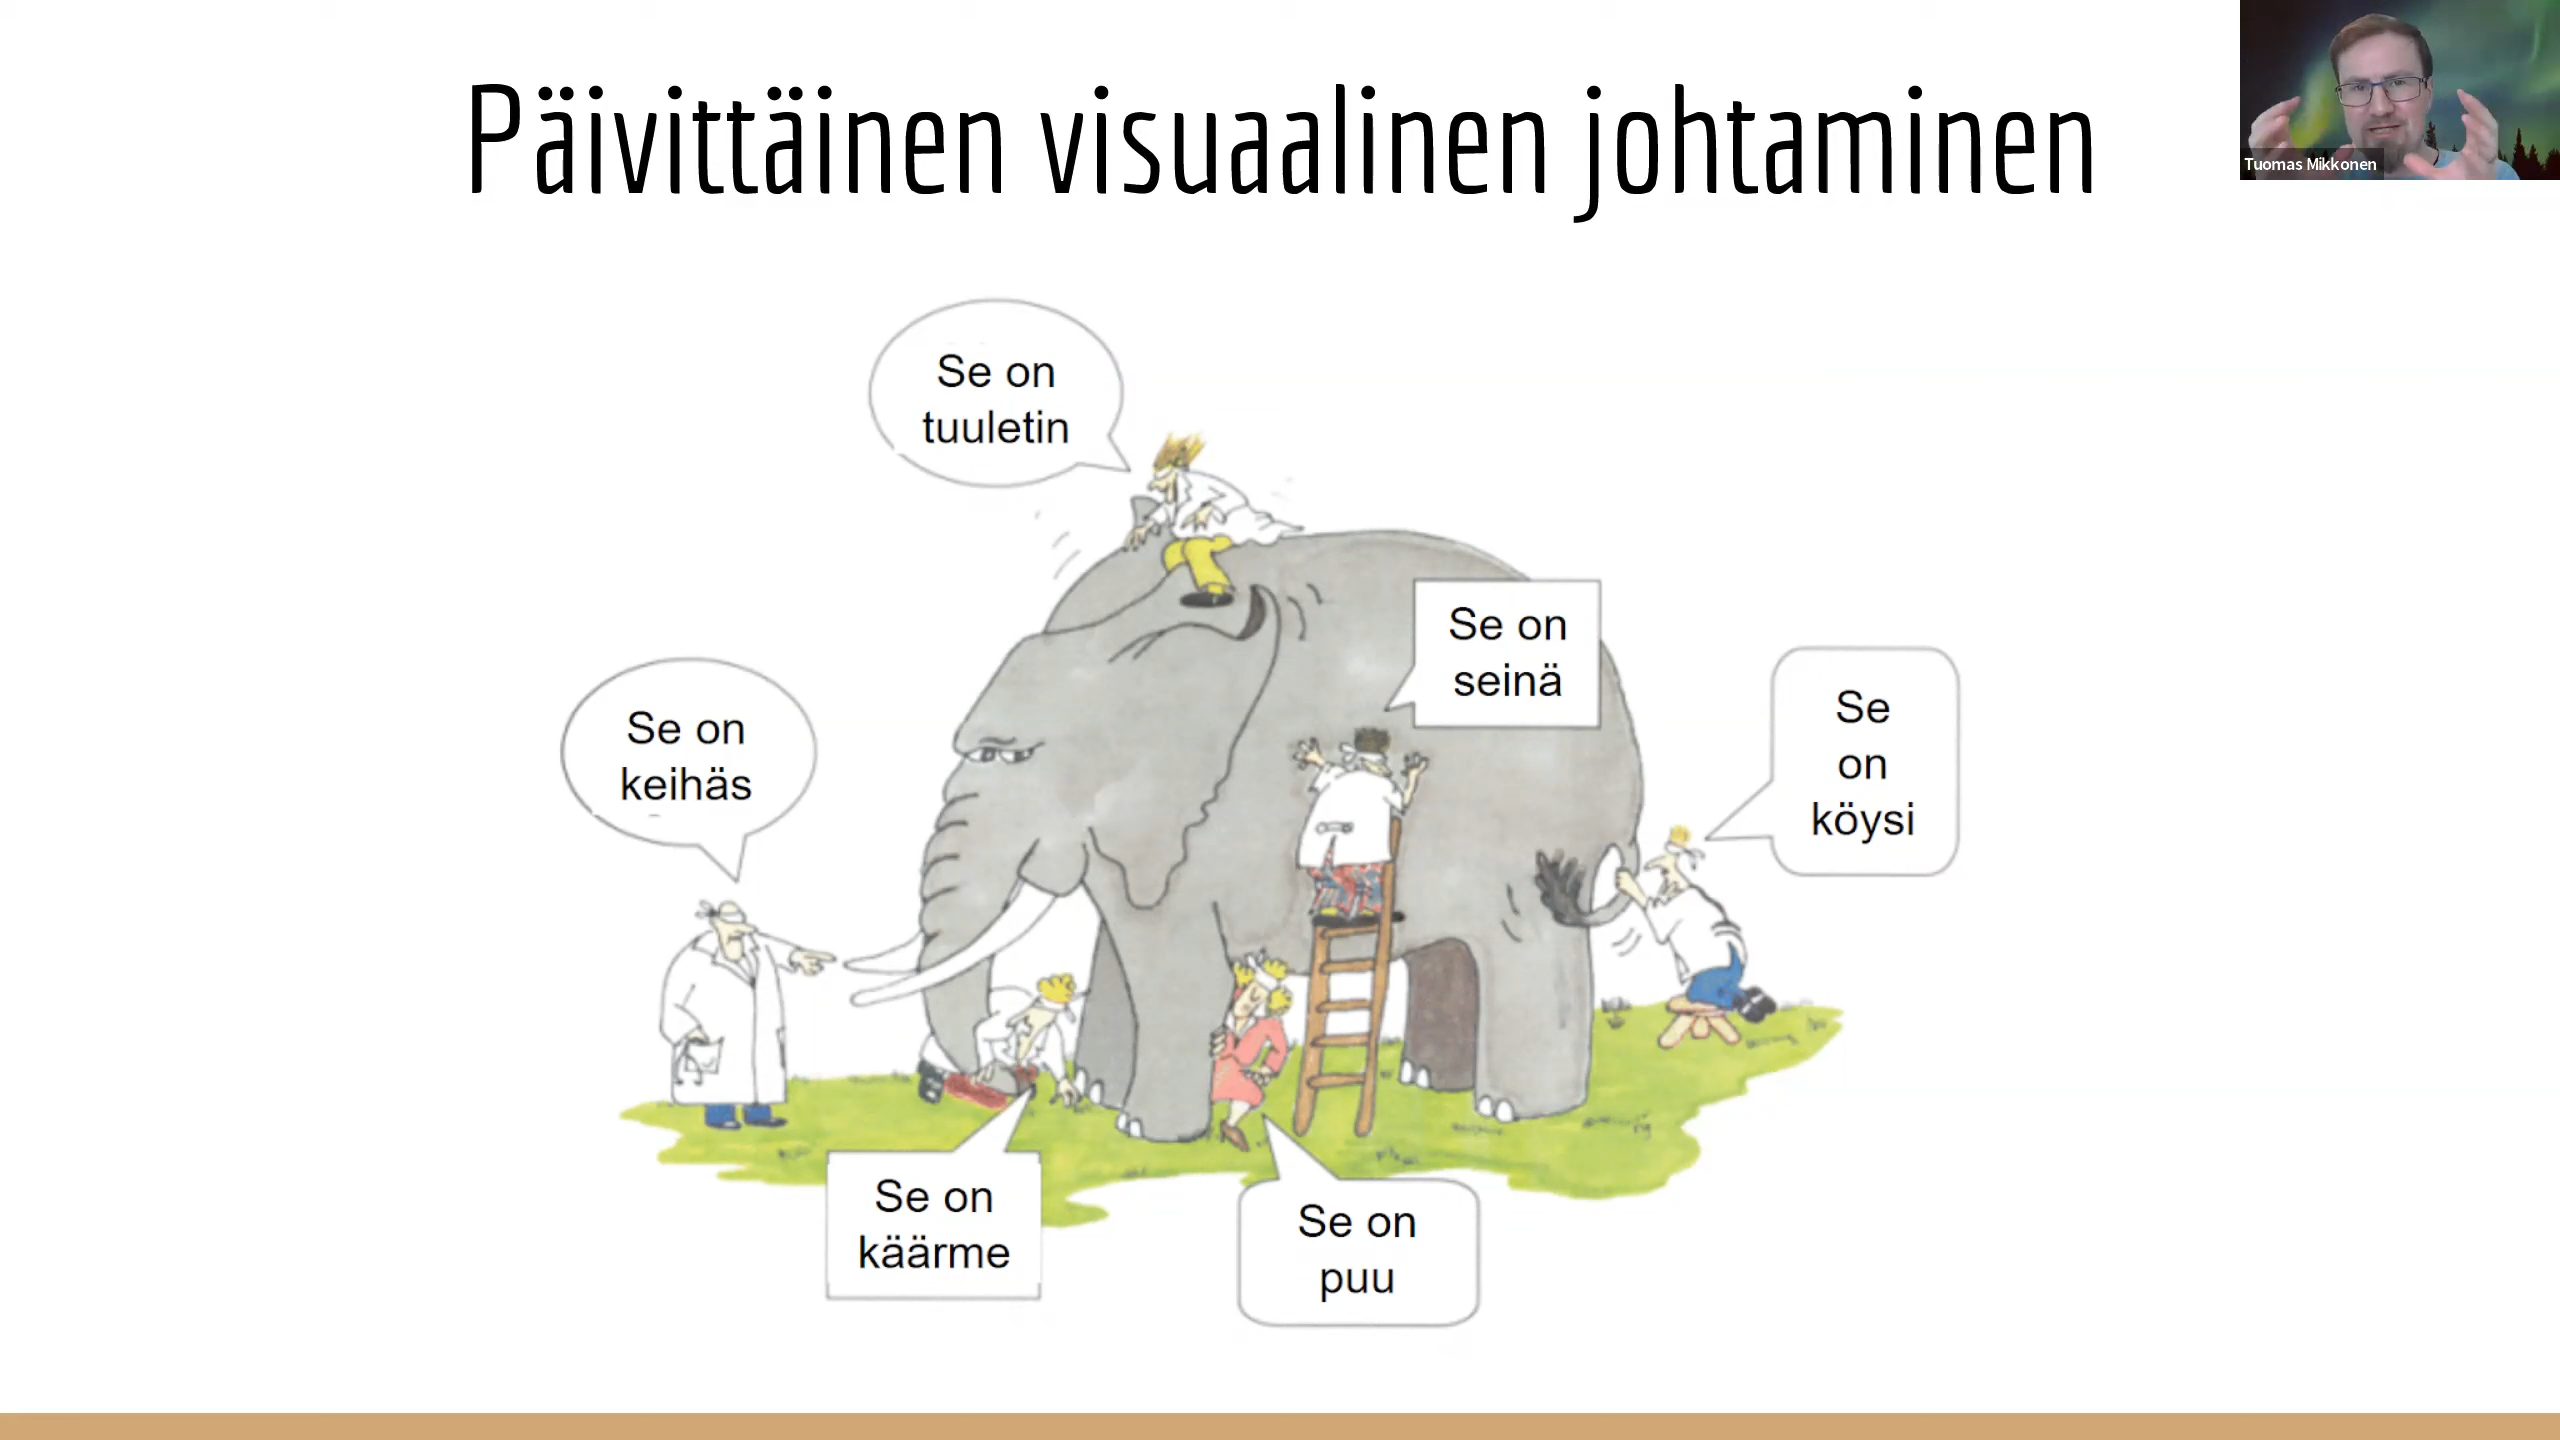 Päivittäinen visuaalinen johtaminen
Tuomas Mikkonen
Se on
tuuletin
Se on
seinä
Se on
keihäs
Se
on
köysi
Se on
käärme
Se on
puu